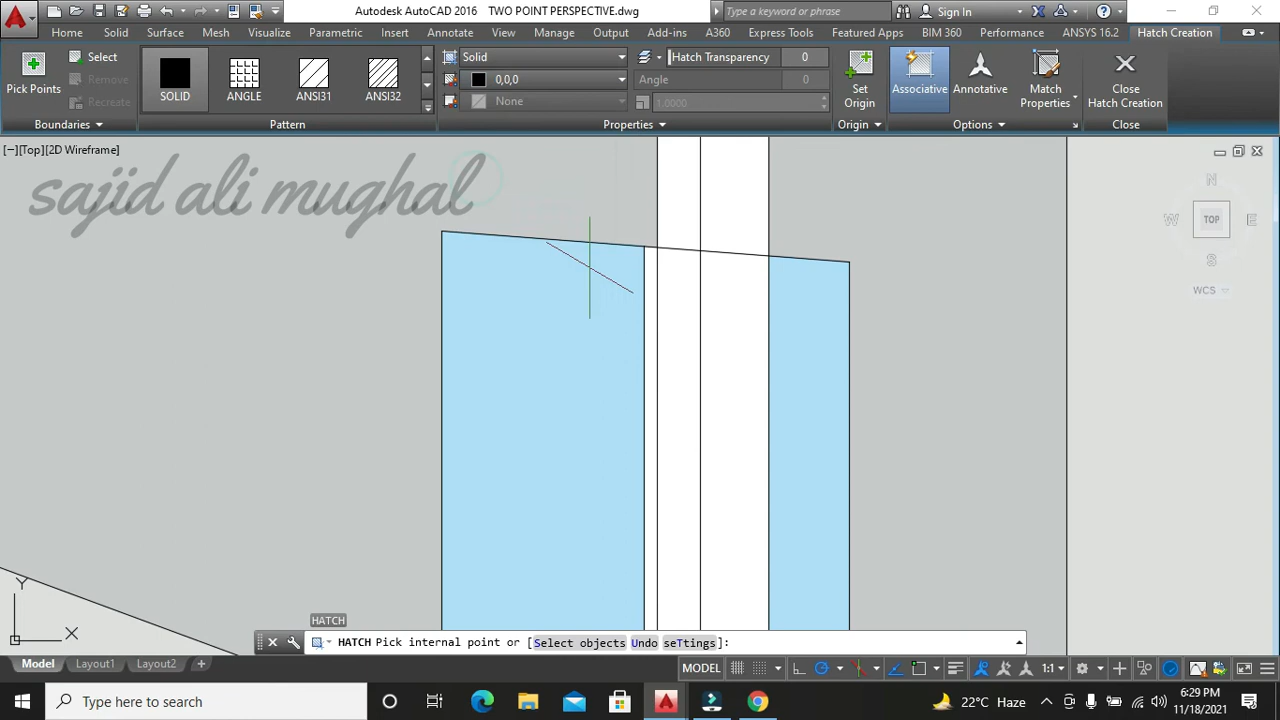 Autodesk AutoCAD 2016 TWO POINT PERSPECTIVE.dwg
Type a keyword or phrase
Sign In
Home Solid Surface Mesh Visualize Parametric Insert Annotate View Manage Output Add-ins A360 Express Tools Featured Apps BIM 360 Performance ANSYS 16.2 Hatch Creation
Pick Points
Select
Remove
Recreate
Boundaries
SOLID
ANGLE
ANSI31
ANSI32
Pattern
Solid
0,0,0
None
Hatch Transparency 0
Angle 0
1.0000
Properties
Set Origin
Origin
Associative
Annotative
Match Properties
Options
Close Hatch Creation
Close
[−][Top][2D Wireframe]
sajid ali mughal
N
W TOP E
S
WCS
Y
X
HATCH
HATCH Pick internal point or [Select objects Undo seTtings]:
Model Layout1 Layout2 +
MODEL
1:1
Type here to search
22°C Haze
6:29 PM
11/18/2021